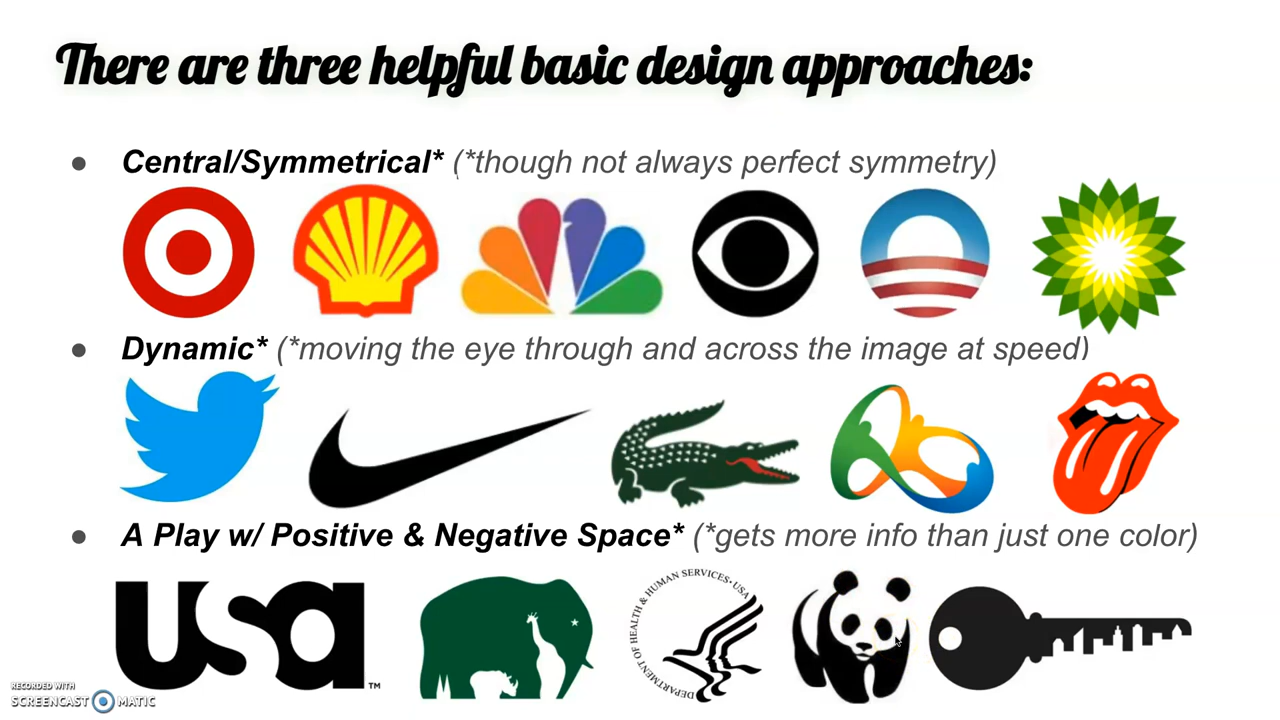 There are three helpful basic design approaches:
● Central/Symmetrical* (*though not always perfect symmetry)
● Dynamic* (*moving the eye through and across the image at speed)
● A Play w/ Positive & Negative Space* (*gets more info than just one color)
usa™
DEPARTMENT OF HEALTH & HUMAN SERVICES • USA
RECORDED WITH
SCREENCAST MATIC